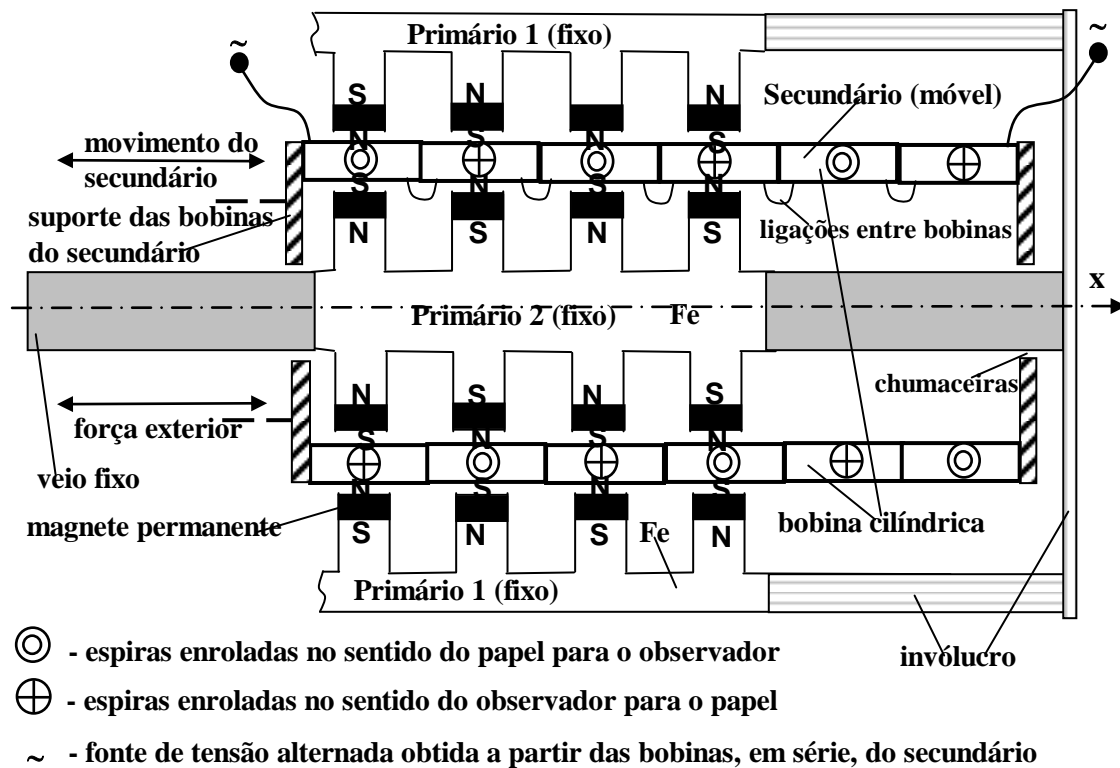 Primário 1 (fixo)
~
~
S
N
N
Secundário (móvel)
N
S
N
S
movimento do
secundário
S
N
S
N
suporte das bobinas
do secundário
ligações entre bobinas
N
S
N
S
x
Primário 2 (fixo)
Fe
chumaceiras
N
S
N
S
força exterior
S
N
S
N
veio fixo
N
S
N
S
magnete permanente
bobina cilíndrica
S
N
S
N
Fe
Primário 1 (fixo)
- espiras enroladas no sentido do papel para o observador
invólucro
- espiras enroladas no sentido do observador para o papel
~ - fonte de tensão alternada obtida a partir das bobinas, em série, do secundário